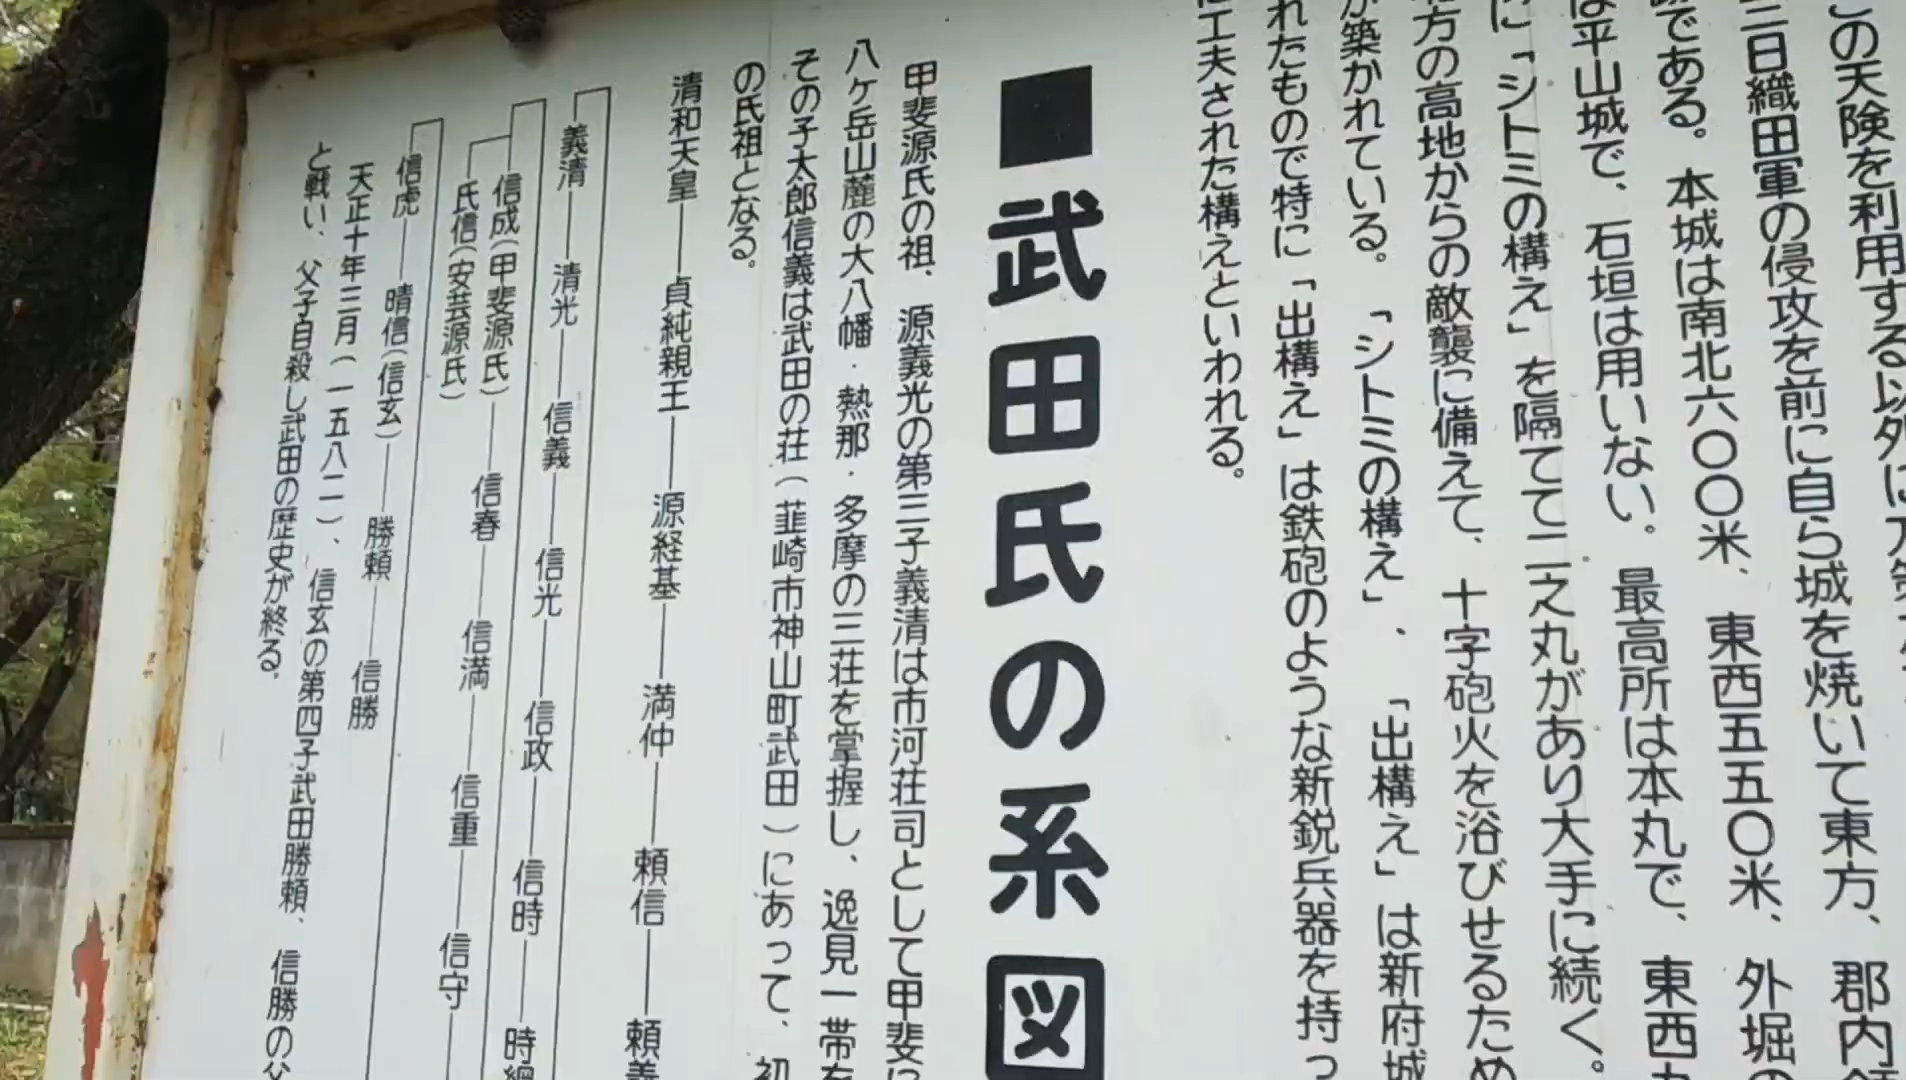 この天険を利用する以外に
三日織田軍の侵攻を前に自ら城を焼いて東方、郡内
である。本城は南北六〇〇米、東西五五〇米、外堀の
は平山城で、石垣は用いない。最高所は本丸で、東西
に「シトミの構え」を隔てて二之丸があり大手に続く。
方の高地からの敵襲に備えて、十字砲火を浴びせるため
が築かれている。「シトミの構え」、「出構え」は新府城
れたもので特に「出構え」は鉄砲のような新鋭兵器を持っ
に工夫された構えといわれる。
■武田氏の系図
甲斐源氏の祖、源義光の第三子義清は市河荘司として甲斐に
八ケ岳山麓の大八幡・熱那・多摩の三荘を掌握し、逸見一帯を
その子太郎信義は武田の荘(韮崎市神山町武田)にあって、初
の氏祖となる。
清和天皇―貞純親王―源経基―満仲―頼信―頼義
義清―清光―信義―信光―信政―信時―時綱
信成(甲斐源氏)―信春―信満―信重―信守
氏信(安芸源氏)
信虎―晴信(信玄)―勝頼―信勝
天正十年三月(一五八二)、信玄の第四子武田勝頼、信勝の父
と戦い、父子自殺し武田の歴史が終る。